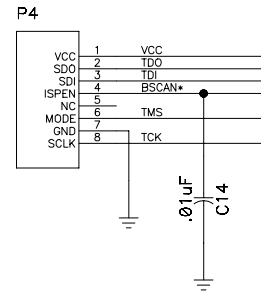 P4
VCC 1 VCC
SDO 2 TDO
SDI 3 TDI
ISPEN 4 BSCAN*
NC 5
MODE 6 TMS
GND 7
SCLK 8 TCK
.01uF C14